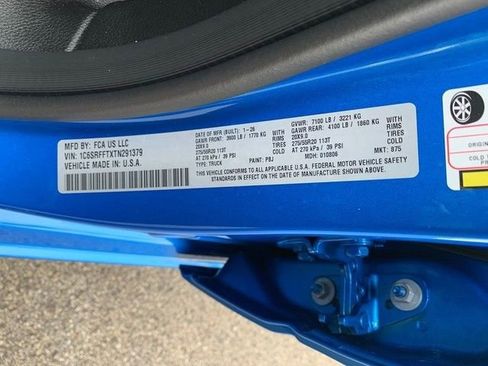 MFD BY: FCA US LLC
VIN: 1C6SRFFTXTN291379
VEHICLE MADE IN U.S.A.
DATE OF MFR (BUILT): 1-26
GAWR FRONT: 3900 LB / 1770 KG
20X9.0 RIMS
275/55R20 113T TIRES
AT 270 kPa / 39 PSI WITH
TYPE: TRUCK PAINT: PBJ
GVWR: 7100 LB / 3221 KG
GAWR REAR: 4100 LB / 1860 KG
20X9.0 RIMS
275/55R20 113T TIRES
AT 270 kPa / 39 PSI WITH
MDH: 010806 MKT: 875
THIS VEHICLE CONFORMS TO ALL APPLICABLE U.S.A. FEDERAL MOTOR VEHICLE SAFETY
STANDARDS IN EFFECT ON THE DATE OF MANUFACTURE SHOWN ABOVE.
ORIGIN
COLD